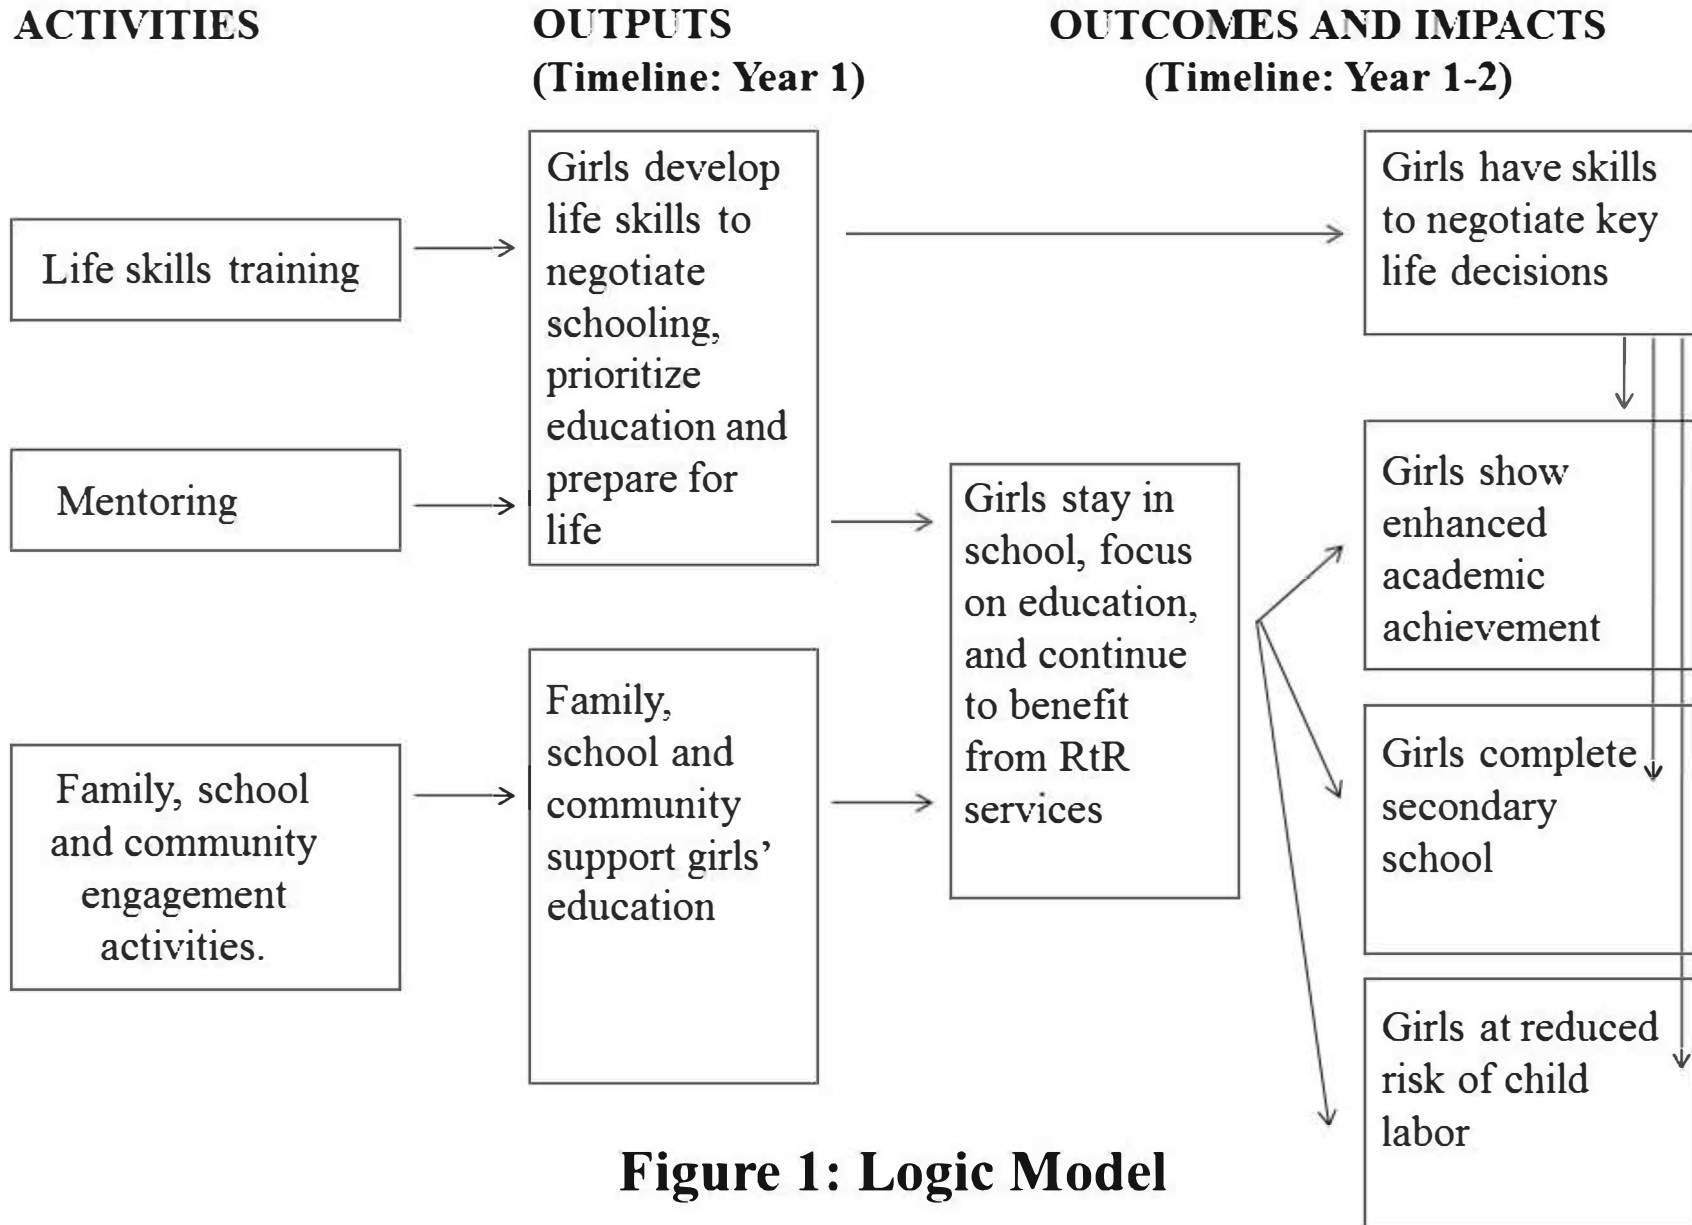 ACTIVITIES
OUTPUTS
(Timeline: Year 1)
OUTCOMES AND IMPACTS
(Timeline: Year 1-2)
Life skills training
Mentoring
Family, school
and community
engagement
activities.
Girls develop
life skills to
negotiate
schooling,
prioritize
education and
prepare for
life
Family,
school and
community
support girls’
education
Girls stay in
school, focus
on education,
and continue
to benefit
from RtR
services
Girls have skills
to negotiate key
life decisions
Girls show
enhanced
academic
achievement
Girls complete
secondary
school
Girls at reduced
risk of child
labor
Figure 1: Logic Model